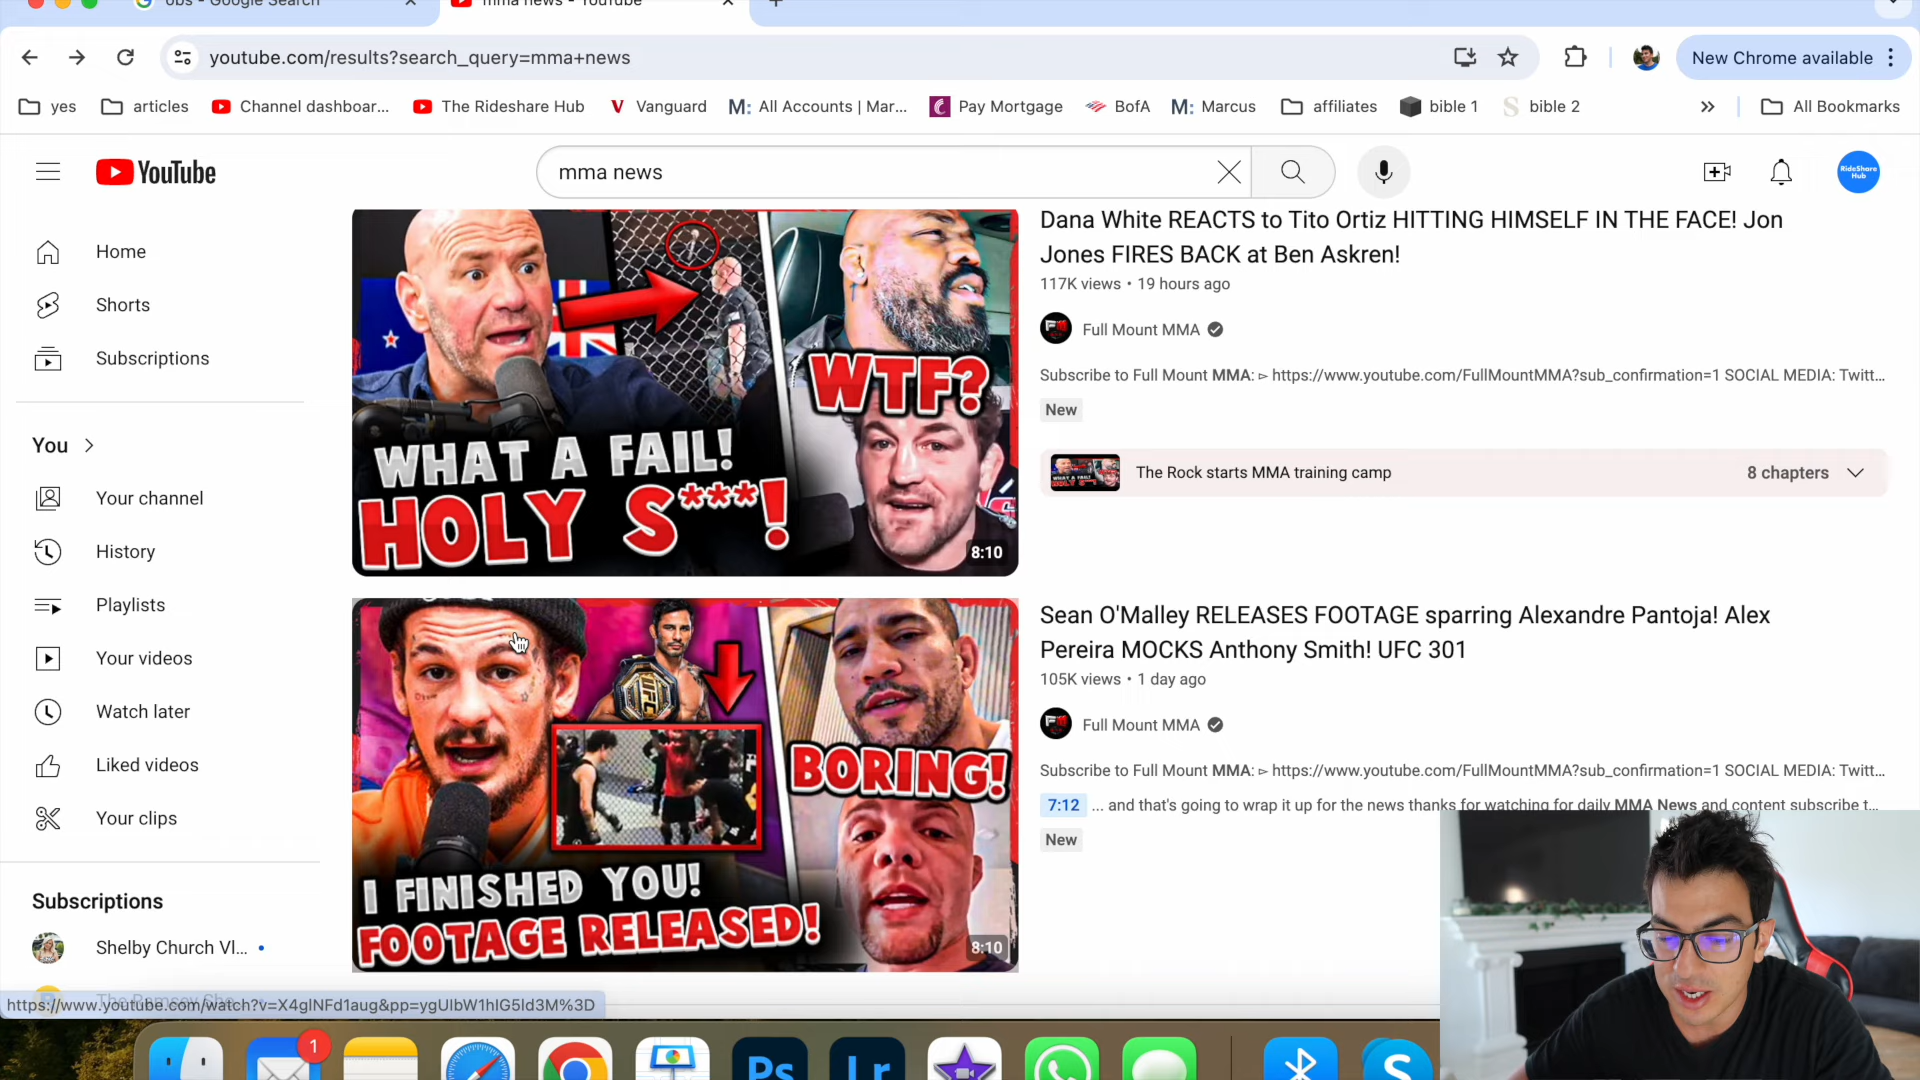 obs - Google Search
mma news - YouTube
youtube.com/results?search_query=mma+news
New Chrome available
yes
articles
Channel dashboar...
The Rideshare Hub
Vanguard
All Accounts | Mar...
Pay Mortgage
BofA
Marcus
affiliates
bible 1
bible 2
All Bookmarks
YouTube
mma news
RideShare
Hub
Home
Shorts
Subscriptions
You
Your channel
History
Playlists
Your videos
Watch later
Liked videos
Your clips
Subscriptions
Shelby Church Vl...
WTF?
WHAT A FAIL!
HOLY S***!
8:10
Dana White REACTS to Tito Ortiz HITTING HIMSELF IN THE FACE! Jon
Jones FIRES BACK at Ben Askren!
117K views • 19 hours ago
Full Mount MMA
Subscribe to Full Mount MMA: ▻ https://www.youtube.com/FullMountMMA?sub_confirmation=1 SOCIAL MEDIA: Twitt...
New
The Rock starts MMA training camp
8 chapters
BORING!
I FINISHED YOU!
FOOTAGE RELEASED!
8:10
Sean O'Malley RELEASES FOOTAGE sparring Alexandre Pantoja! Alex
Pereira MOCKS Anthony Smith! UFC 301
105K views • 1 day ago
Full Mount MMA
Subscribe to Full Mount MMA: ▻ https://www.youtube.com/FullMountMMA?sub_confirmation=1 SOCIAL MEDIA: Twitt...
7:12 ... and that's going to wrap it up for the news thanks for watching for daily MMA News and content subscribe t...
New
1
Ps
Lr
S